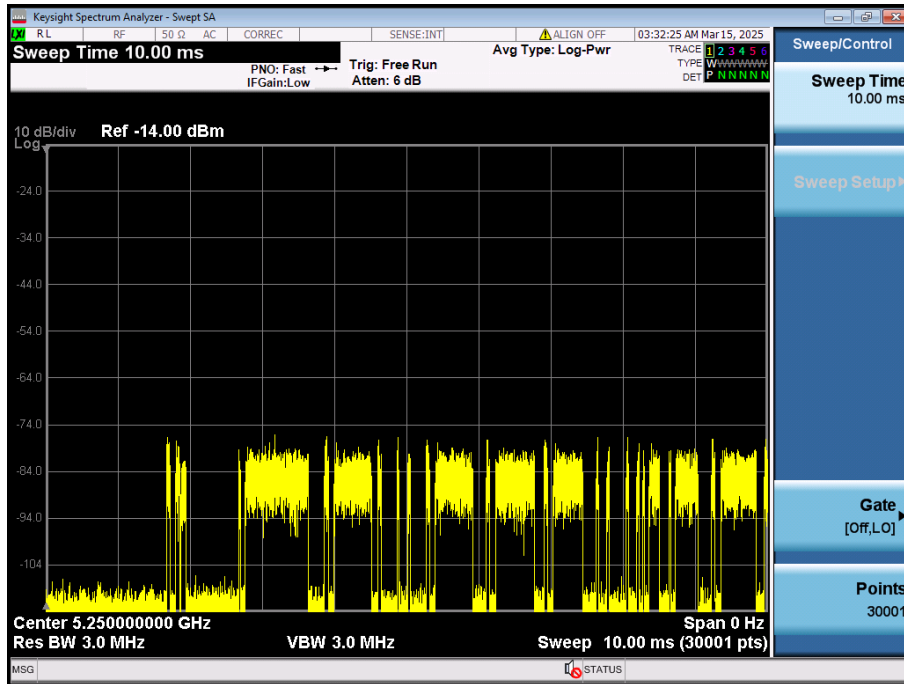 Keysight Spectrum Analyzer - Swept SA
LXI RL RF 50 Ω AC CORREC SENSE:INT ALIGN OFF 03:32:25 AM Mar 15, 2025
Sweep Time 10.00 ms
PNO: Fast
IFGain:Low
Trig: Free Run
Atten: 6 dB
Avg Type: Log-Pwr
TRACE 1 2 3 4 5 6
TYPE WWWWWW
DET P N N N N N
10 dB/div Ref -14.00 dBm
Log
-24.0
-34.0
-44.0
-54.0
-64.0
-74.0
-84.0
-94.0
-104
Center 5.250000000 GHz Span 0 Hz
Res BW 3.0 MHz VBW 3.0 MHz Sweep 10.00 ms (30001 pts)
MSG STATUS
Sweep/Control
Sweep Time
10.00 ms
Sweep Setup
Gate
[Off,LO]
Points
30001